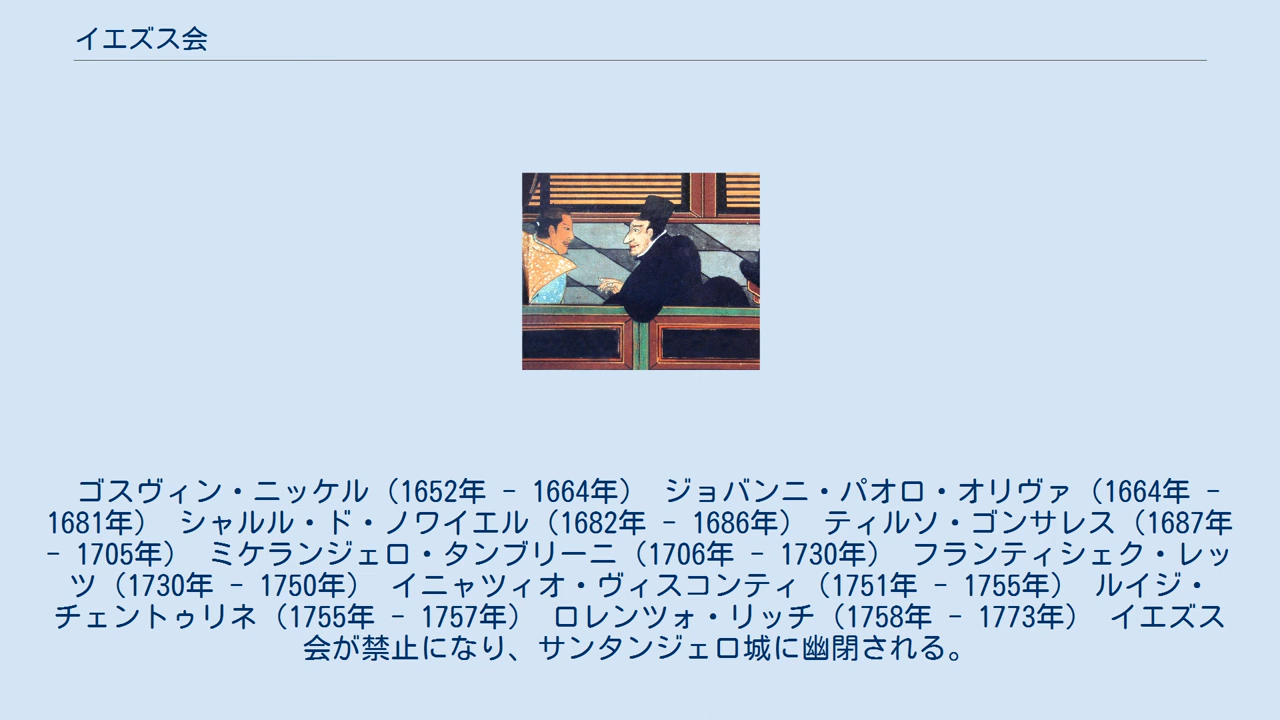 イエズス会
ゴスヴィン・ニッケル（1652年 - 1664年） ジョバンニ・パオロ・オリヴァ（1664年 -
1681年） シャルル・ド・ノワイエル（1682年 - 1686年） ティルソ・ゴンサレス（1687年
- 1705年） ミケランジェロ・タンブリーニ（1706年 - 1730年） フランティシェク・レッ
ツ（1730年 - 1750年） イニャツィオ・ヴィスコンティ（1751年 - 1755年） ルイジ・
チェントゥリネ（1755年 - 1757年） ロレンツォ・リッチ（1758年 - 1773年） イエズス
会が禁止になり、サンタンジェロ城に幽閉される。